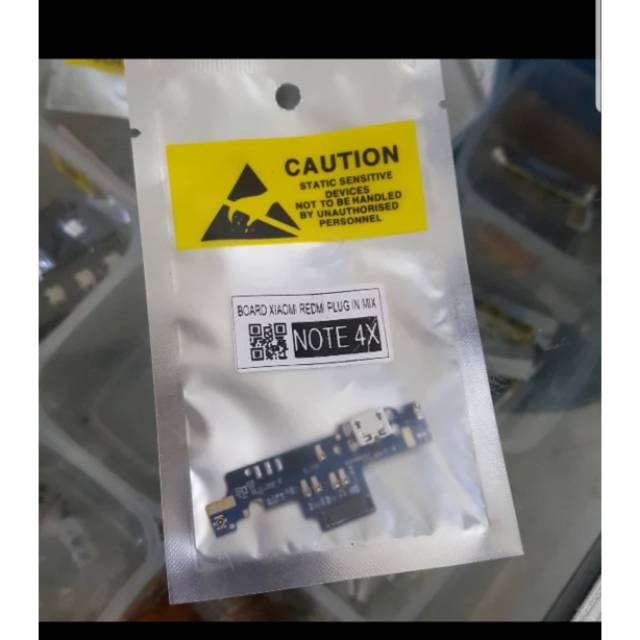 CAUTION
STATIC SENSITIVE
DEVICES
NOT TO BE HANDLED
BY UNAUTHORISED
PERSONNEL
BOARD XIAOMI REDMI PLUG IN MIX
NOTE 4X